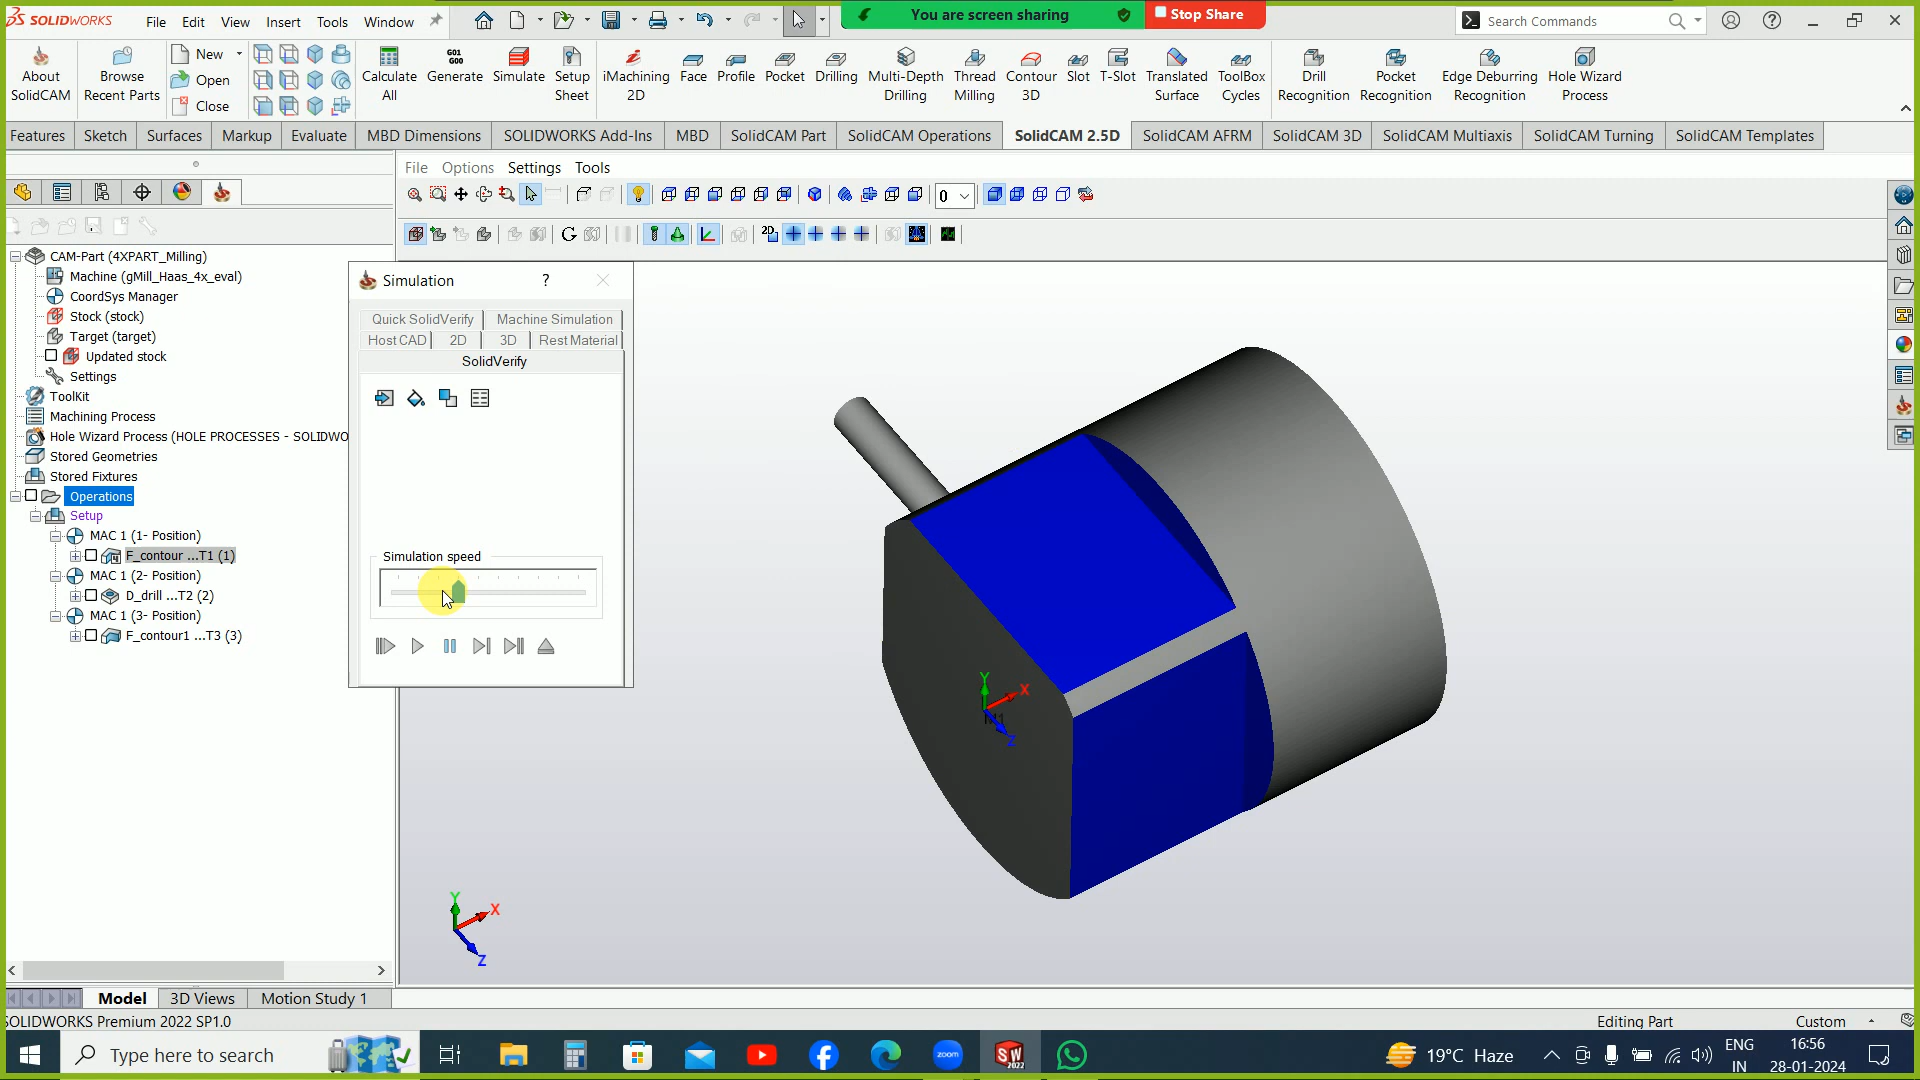 SOLIDWORKS File Edit View Insert Tools Window
You are screen sharing Stop Share
Search Commands
About SolidCAM
Browse Recent Parts
New
Open
Close
Calculate All
Generate
G01 G00
Simulate
Setup Sheet
iMachining 2D
Face
Profile
Pocket
Drilling
Multi-Depth Drilling
Thread Milling
Contour 3D
Slot
T-Slot
Translated Surface
ToolBox Cycles
Drill Recognition
Pocket Recognition
Edge Deburring Recognition
Hole Wizard Process
Features Sketch Surfaces Markup Evaluate MBD Dimensions SOLIDWORKS Add-Ins MBD SolidCAM Part SolidCAM Operations SolidCAM 2.5D SolidCAM AFRM SolidCAM 3D SolidCAM Multiaxis SolidCAM Turning SolidCAM Templates
File Options Settings Tools
0
2D
CAM-Part (4XPART_Milling)
Machine (gMill_Haas_4x_eval)
CoordSys Manager
Stock (stock)
Target (target)
Updated stock
Settings
ToolKit
Machining Process
Hole Wizard Process (HOLE PROCESSES - SOLIDWO
Stored Geometries
Stored Fixtures
Operations
Setup
MAC 1 (1- Position)
F_contour ...T1 (1)
MAC 1 (2- Position)
D_drill ...T2 (2)
MAC 1 (3- Position)
F_contour1 ...T3 (3)
Simulation ?
Quick SolidVerify Machine Simulation
Host CAD 2D 3D Rest Material
SolidVerify
Simulation speed
Y
X
Z
Y
X
Z
Model 3D Views Motion Study 1
SOLIDWORKS Premium 2022 SP1.0 Editing Part Custom
Type here to search
zoom
SW 2022
19°C Haze
ENG IN
16:56
28-01-2024